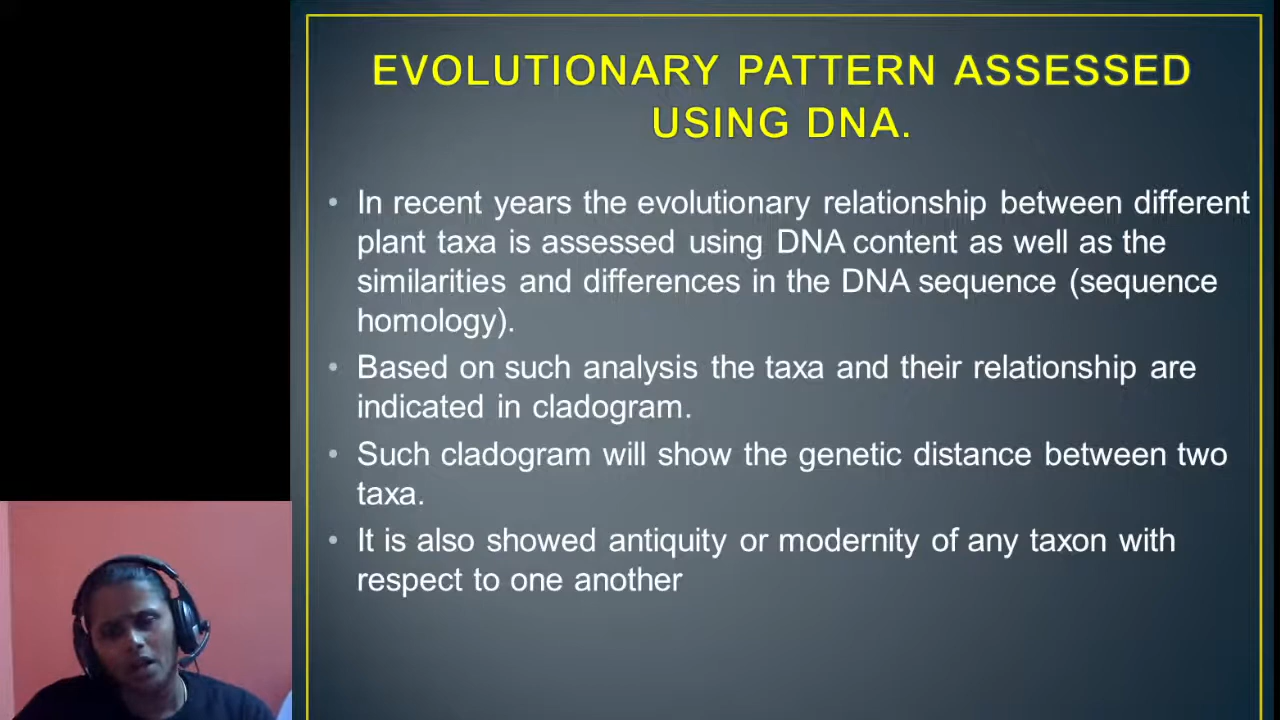 EVOLUTIONARY PATTERN ASSESSED
USING DNA.
• In recent years the evolutionary relationship between different
plant taxa is assessed using DNA content as well as the
similarities and differences in the DNA sequence (sequence
homology).
• Based on such analysis the taxa and their relationship are
indicated in cladogram.
• Such cladogram will show the genetic distance between two
taxa.
• It is also showed antiquity or modernity of any taxon with
respect to one another